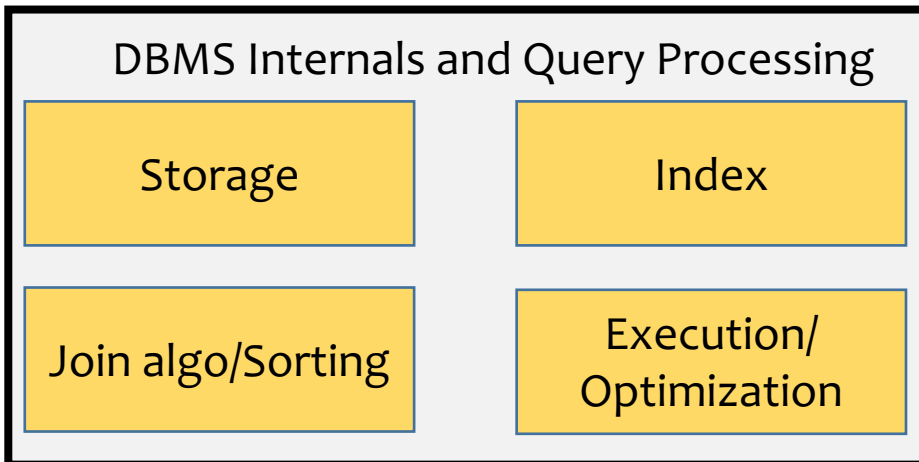 DBMS Internals and Query Processing
Storage
Index
Join algo/Sorting
Execution/
Optimization